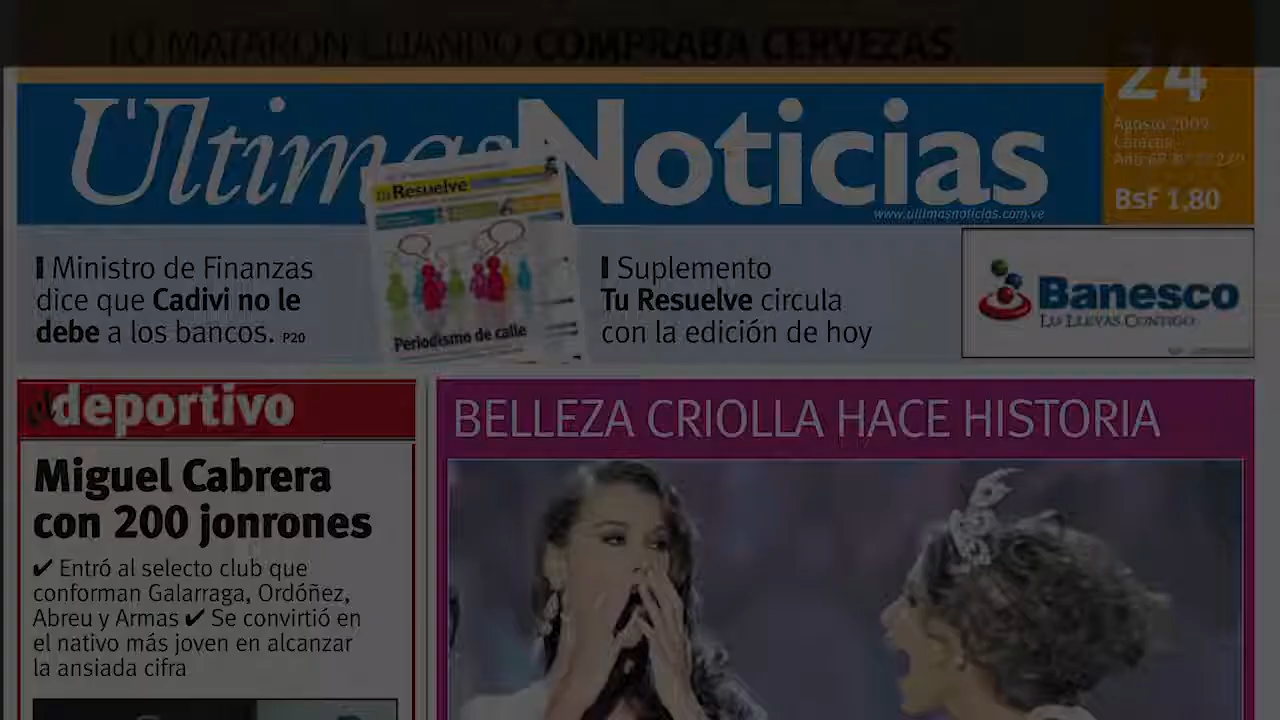 LO MATARON CUANDO COMPRABA CERVEZAS
Últimas Noticias
24
Agosto 2009
Caracas
BsF 1,80
www.ultimasnoticias.com.ve
Ministro de Finanzas
dice que Cadivi no le
debe a los bancos. P20
Tu Resuelve
Periodismo de calle
Suplemento
Tu Resuelve circula
con la edición de hoy
Banesco
deportivo
Miguel Cabrera
con 200 jonrones
✔ Entró al selecto club que
conforman Galarraga, Ordóñez,
Abreu y Armas ✔ Se convirtió en
el nativo más joven en alcanzar
la ansiada cifra
BELLEZA CRIOLLA HACE HISTORIA